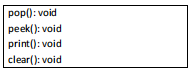 pop(): void
peek(): void
print(): void
clear(): void